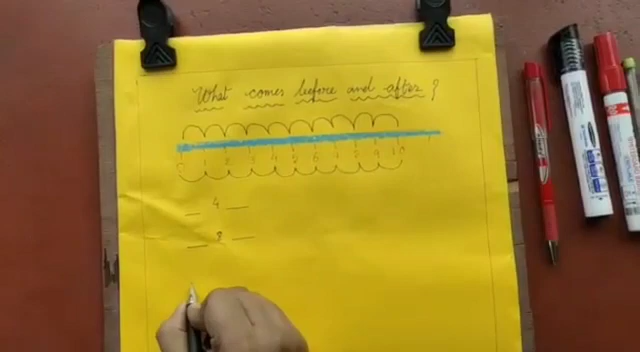 What comes before and after ?
0 1 2 3 4 5 6 7 8 9 10
__ 4 __
__ 8 __